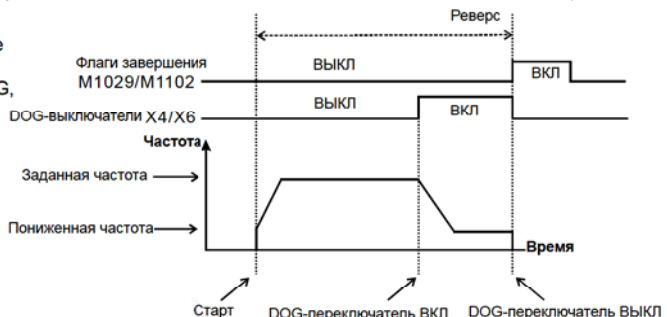 Реверс
е
Флаги завершения
M1029/M1102
ВЫКЛ
ВКЛ
G,
DOG-выключатели X4/X6
ВЫКЛ
ВКЛ
Частота
Заданная частота
Пониженная частота
Время
Старт
DOG-переключатель ВКЛ
DOG-переключатель ВЫКЛ